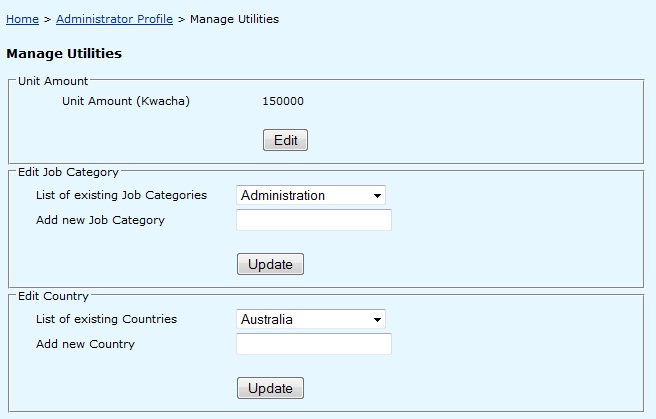 Home > Administrator Profile > Manage Utilities
Manage Utilities
Unit Amount
Unit Amount (Kwacha) 150000
Edit
Edit Job Category
List of existing Job Categories Administration
Add new Job Category
Update
Edit Country
List of existing Countries Australia
Add new Country
Update